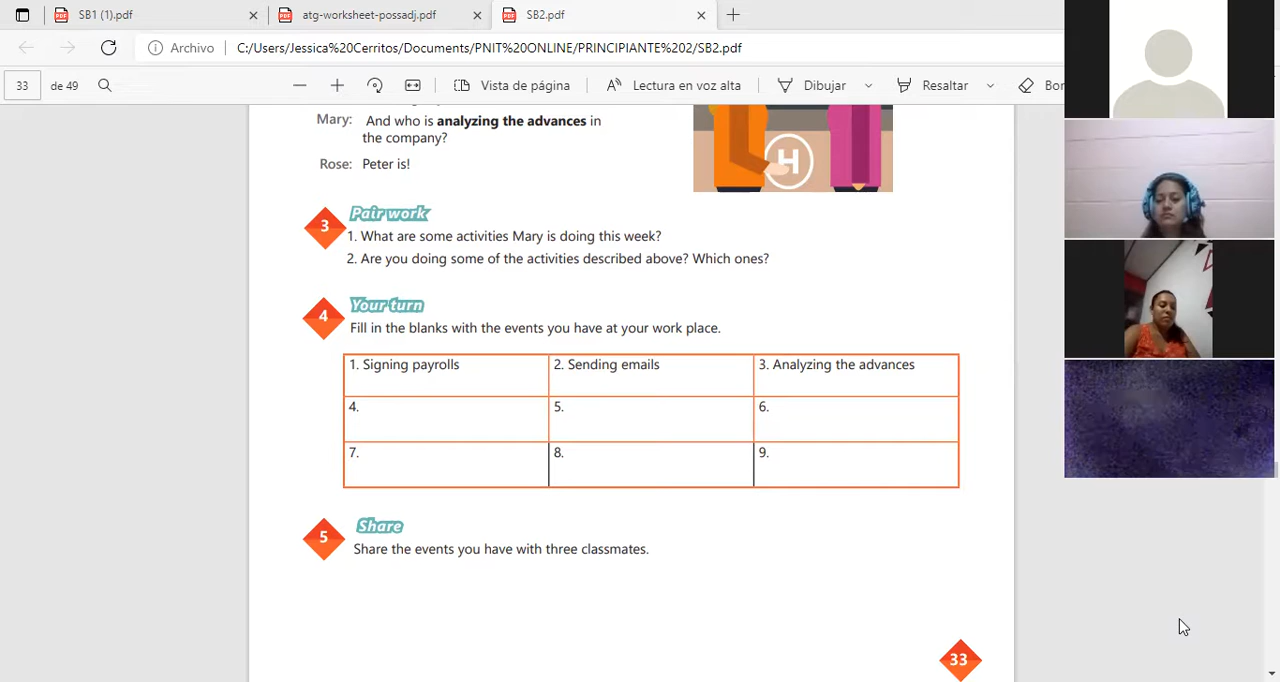 SB1 (1).pdf
atg-worksheet-possadj.pdf
SB2.pdf
Archivo
C:/Users/Jessica%20Cerritos/Documents/PNIT%20ONLINE/PRINCIPIANTE%202/SB2.pdf
33 de 49
Vista de página
Lectura en voz alta
Dibujar
Resaltar
Bor
Mary: And who is analyzing the advances in
the company?
Rose: Peter is!
H
3 Pair work
1. What are some activities Mary is doing this week?
2. Are you doing some of the activities described above? Which ones?
4 Your turn
Fill in the blanks with the events you have at your work place.
1. Signing payrolls
2. Sending emails
3. Analyzing the advances
4.
5.
6.
7.
8.
9.
5 Share
Share the events you have with three classmates.
33